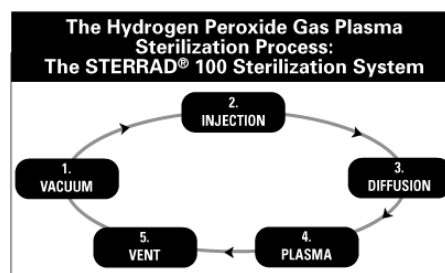 The Hydrogen Peroxide Gas Plasma
Sterilization Process:
The STERRAD® 100 Sterilization System
1.
VACUUM
2.
INJECTION
3.
DIFFUSION
4.
PLASMA
5.
VENT